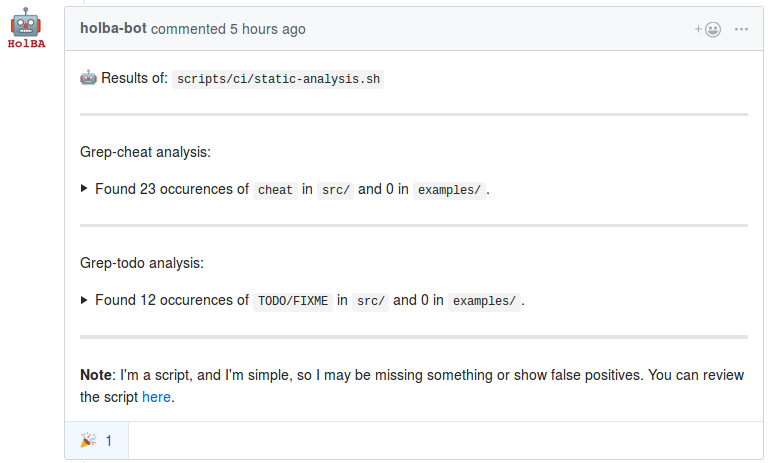 HolBA
holba-bot commented 5 hours ago
Results of: scripts/ci/static-analysis.sh
Grep-cheat analysis:
Found 23 occurences of cheat in src/ and 0 in examples/.
Grep-todo analysis:
Found 12 occurences of TODO/FIXME in src/ and 0 in examples/.
Note: I'm a script, and I'm simple, so I may be missing something or show false positives. You can review
the script here.
1